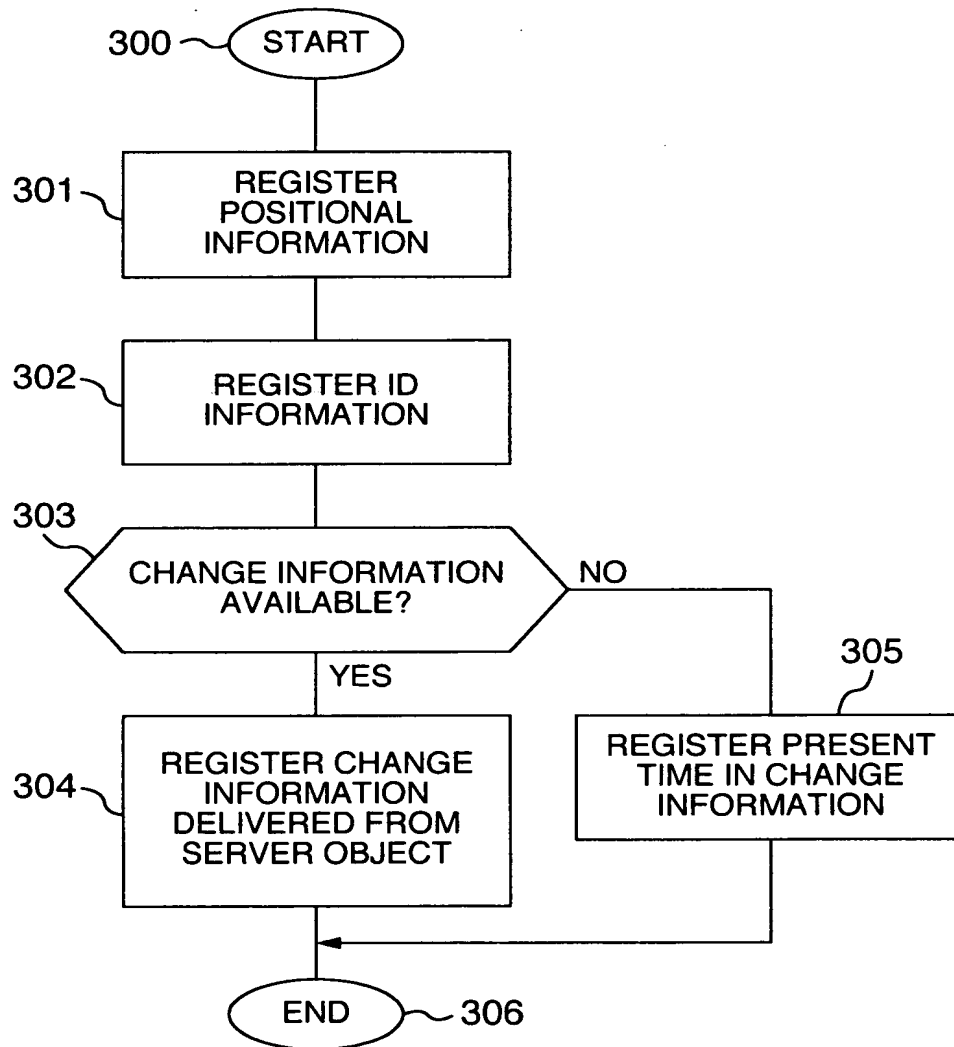 300
START
301
REGISTER
POSITIONAL
INFORMATION
302
REGISTER ID
INFORMATION
303
CHANGE INFORMATION
AVAILABLE?
NO
YES
305
304
REGISTER CHANGE
INFORMATION
DELIVERED FROM
SERVER OBJECT
REGISTER PRESENT
TIME IN CHANGE
INFORMATION
END
306